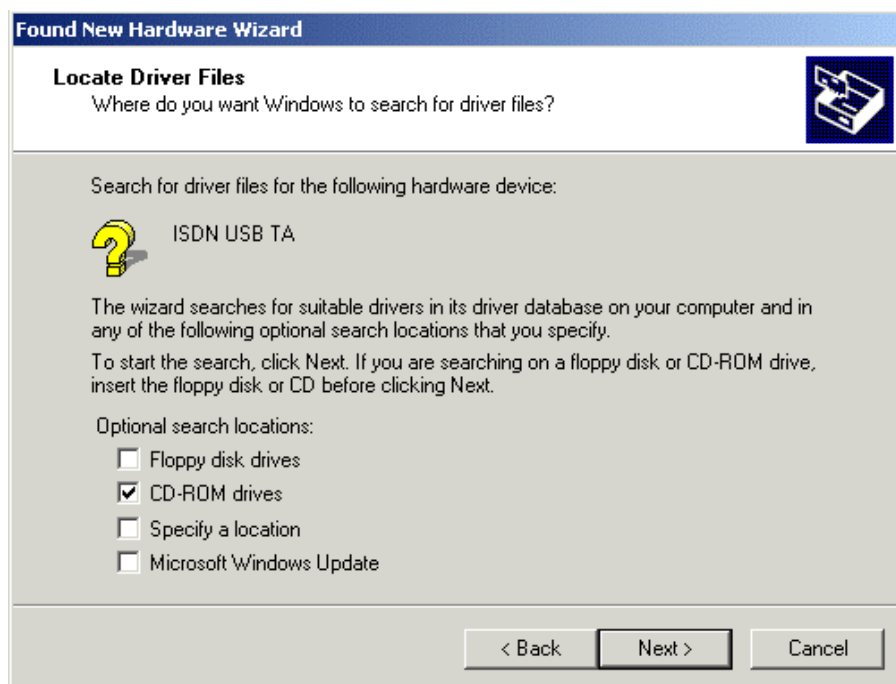 Found New Hardware Wizard
Locate Driver Files
Where do you want Windows to search for driver files?
Search for driver files for the following hardware device:
ISDN USB TA
The wizard searches for suitable drivers in its driver database on your computer and in
any of the following optional search locations that you specify.
To start the search, click Next. If you are searching on a floppy disk or CD-ROM drive,
insert the floppy disk or CD before clicking Next.
Optional search locations:
Floppy disk drives
CD-ROM drives
Specify a location
Microsoft Windows Update
< Back
Next >
Cancel